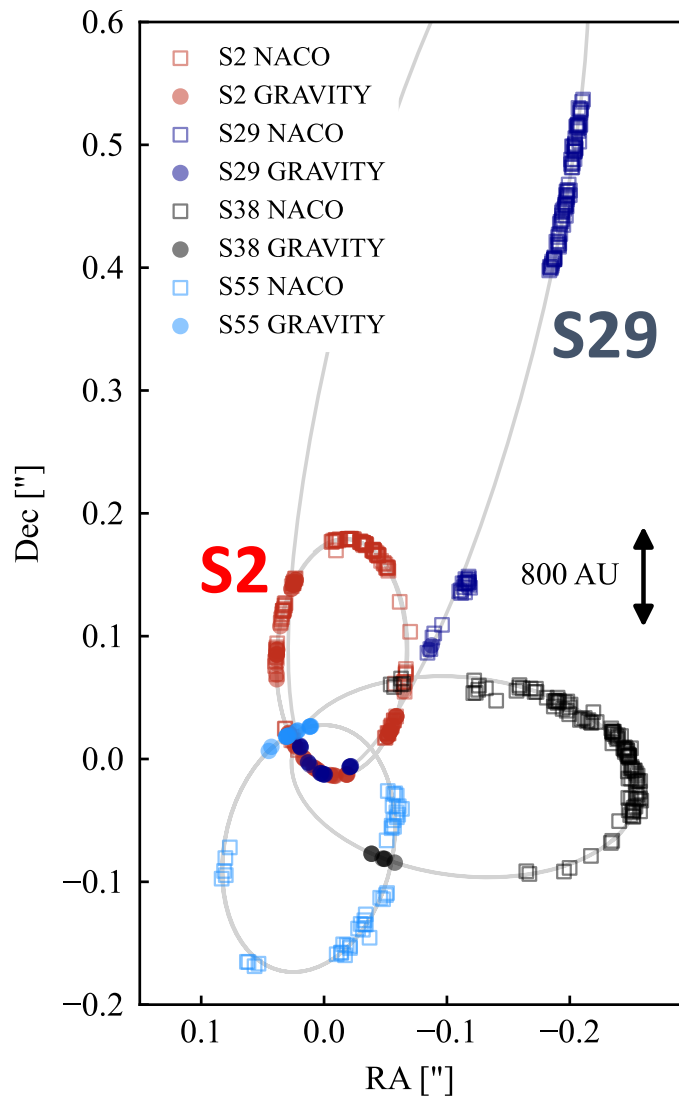 0.6
0.5
0.4
0.3
0.2
0.1
0.0
−0.1
−0.2
Dec ["]
S2 NACO
S2 GRAVITY
S29 NACO
S29 GRAVITY
S38 NACO
S38 GRAVITY
S55 NACO
S55 GRAVITY
S29
S2
800 AU
0.1
0.0
−0.1
−0.2
RA ["]